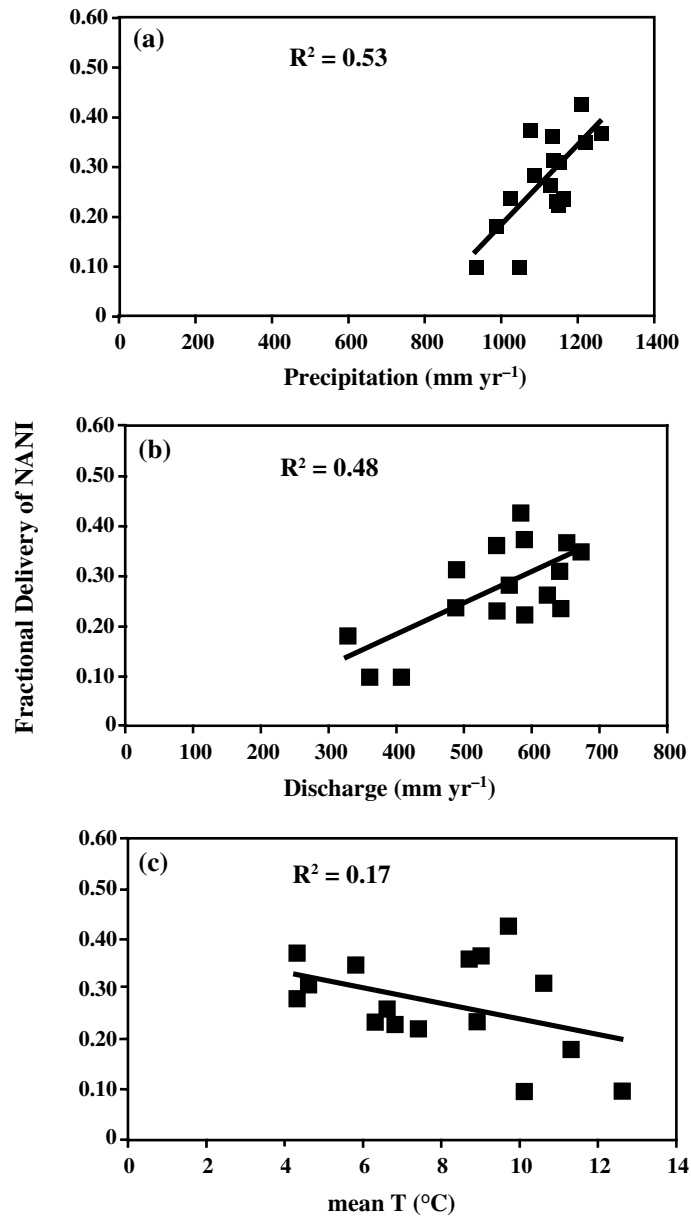 Fractional Delivery of NANI
(a)
R² = 0.53
0.60
0.50
0.40
0.30
0.20
0.10
0
0 200 400 600 800 1000 1200 1400
Precipitation (mm yr⁻¹)
(b)
R² = 0.48
0.60
0.50
0.40
0.30
0.20
0.10
0
0 100 200 300 400 500 600 700 800
Discharge (mm yr⁻¹)
(c)
R² = 0.17
0.60
0.50
0.40
0.30
0.20
0.10
0
0 2 4 6 8 10 12 14
mean T (°C)